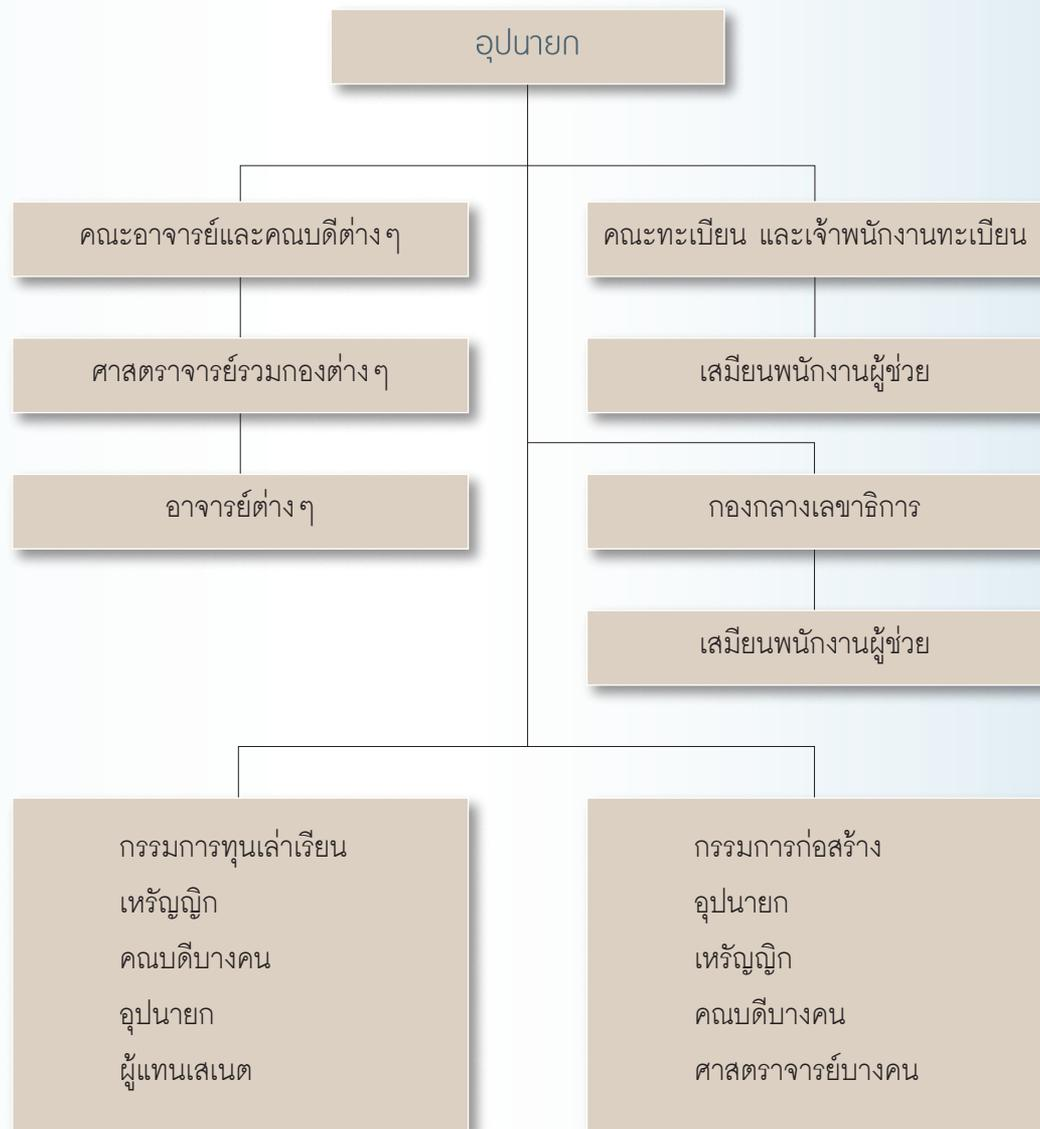 อุปนายก
คณะอาจารย์และคณบดีต่างๆ
คณะทะเบียน และเจ้าพนักงานทะเบียน
ศาสตราจารย์รวมกองต่างๆ
เสมียนพนักงานผู้ช่วย
อาจารย์ต่างๆ
กองกลางเลขาธิการ
เสมียนพนักงานผู้ช่วย
กรรมการทุนเล่าเรียน
เหรัญญิก
คณบดีบางคน
อุปนายก
ผู้แทนเสเนต
กรรมการก่อสร้าง
อุปนายก
เหรัญญิก
คณบดีบางคน
ศาสตราจารย์บางคน